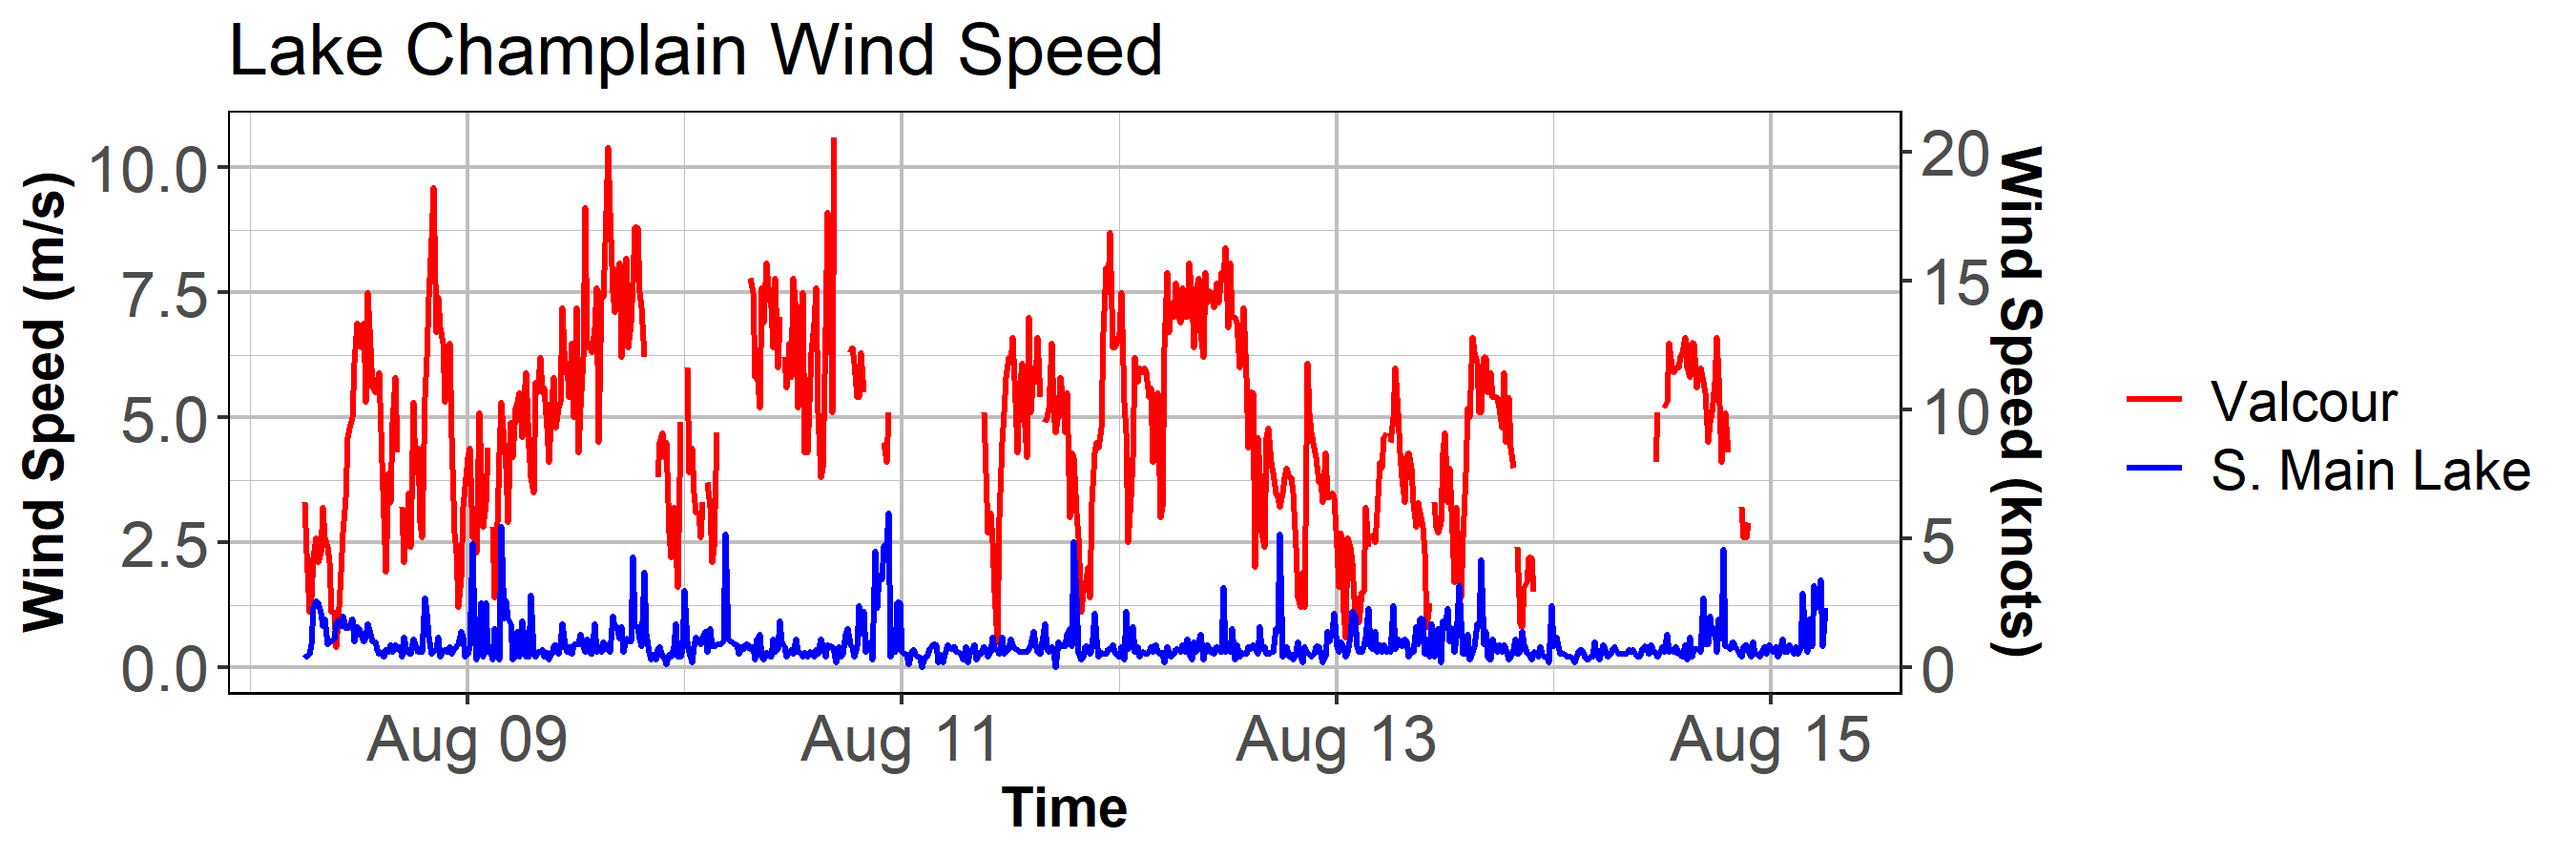 Lake Champlain Wind Speed
Wind Speed (m/s)
10.0
7.5
5.0
2.5
0.0
20
15
10
5
0
Wind Speed (knots)
Aug 09
Aug 11
Aug 13
Aug 15
Time
Valcour
S. Main Lake